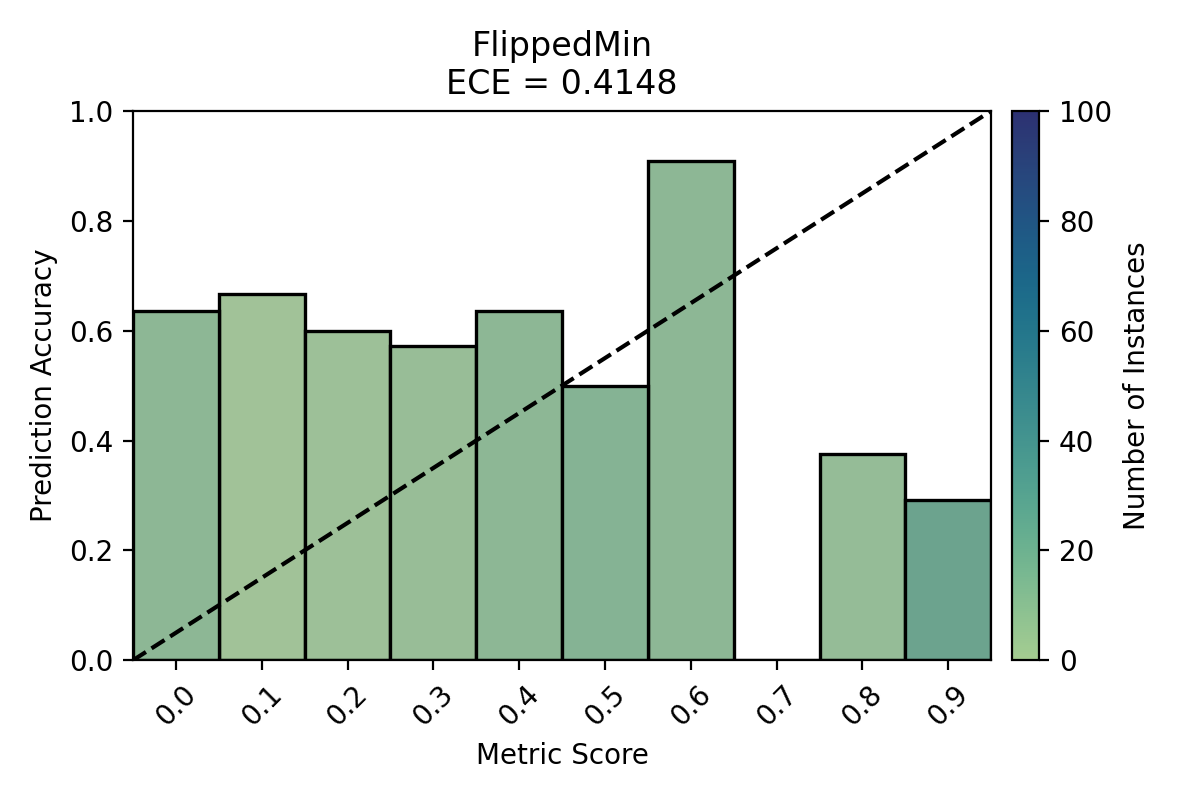 FlippedMin
ECE = 0.4148
1.0
0.8
0.6
0.4
0.2
0.0
Prediction Accuracy
0.0 0.1 0.2 0.3 0.4 0.5 0.6 0.7 0.8 0.9
Metric Score
100
80
60
40
20
0
Number of Instances